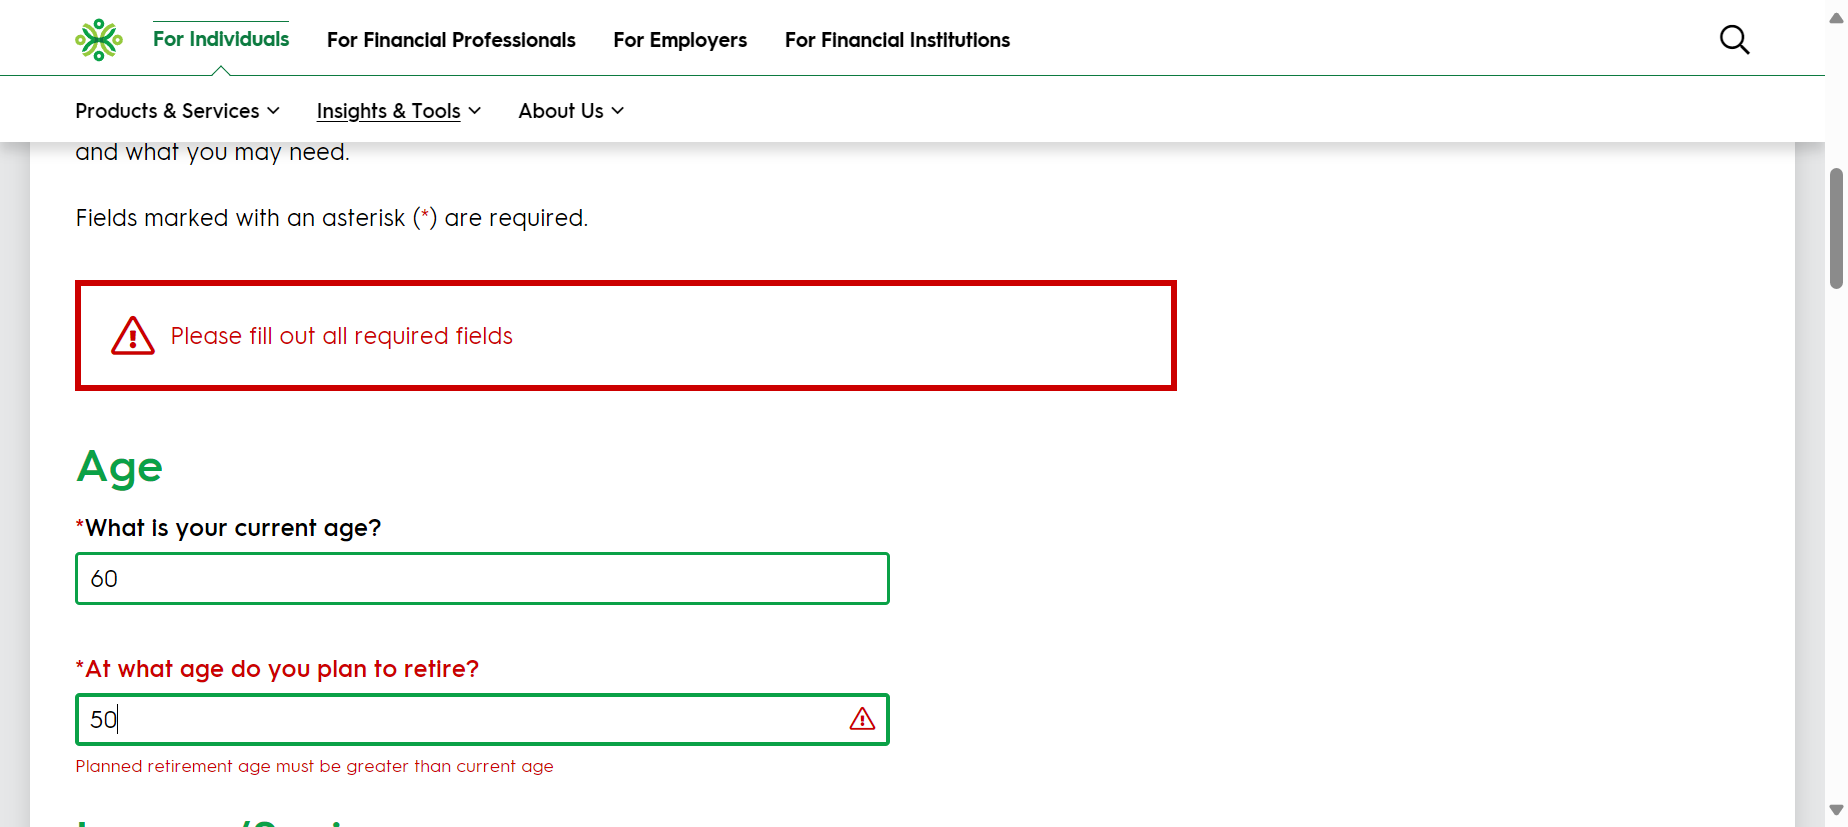 For Individuals
For Financial Professionals
For Employers
For Financial Institutions
Products & Services
Insights & Tools
About Us
and what you may need.
Fields marked with an asterisk (*) are required.
Please fill out all required fields
Age
*What is your current age?
60
*At what age do you plan to retire?
50
Planned retirement age must be greater than current age